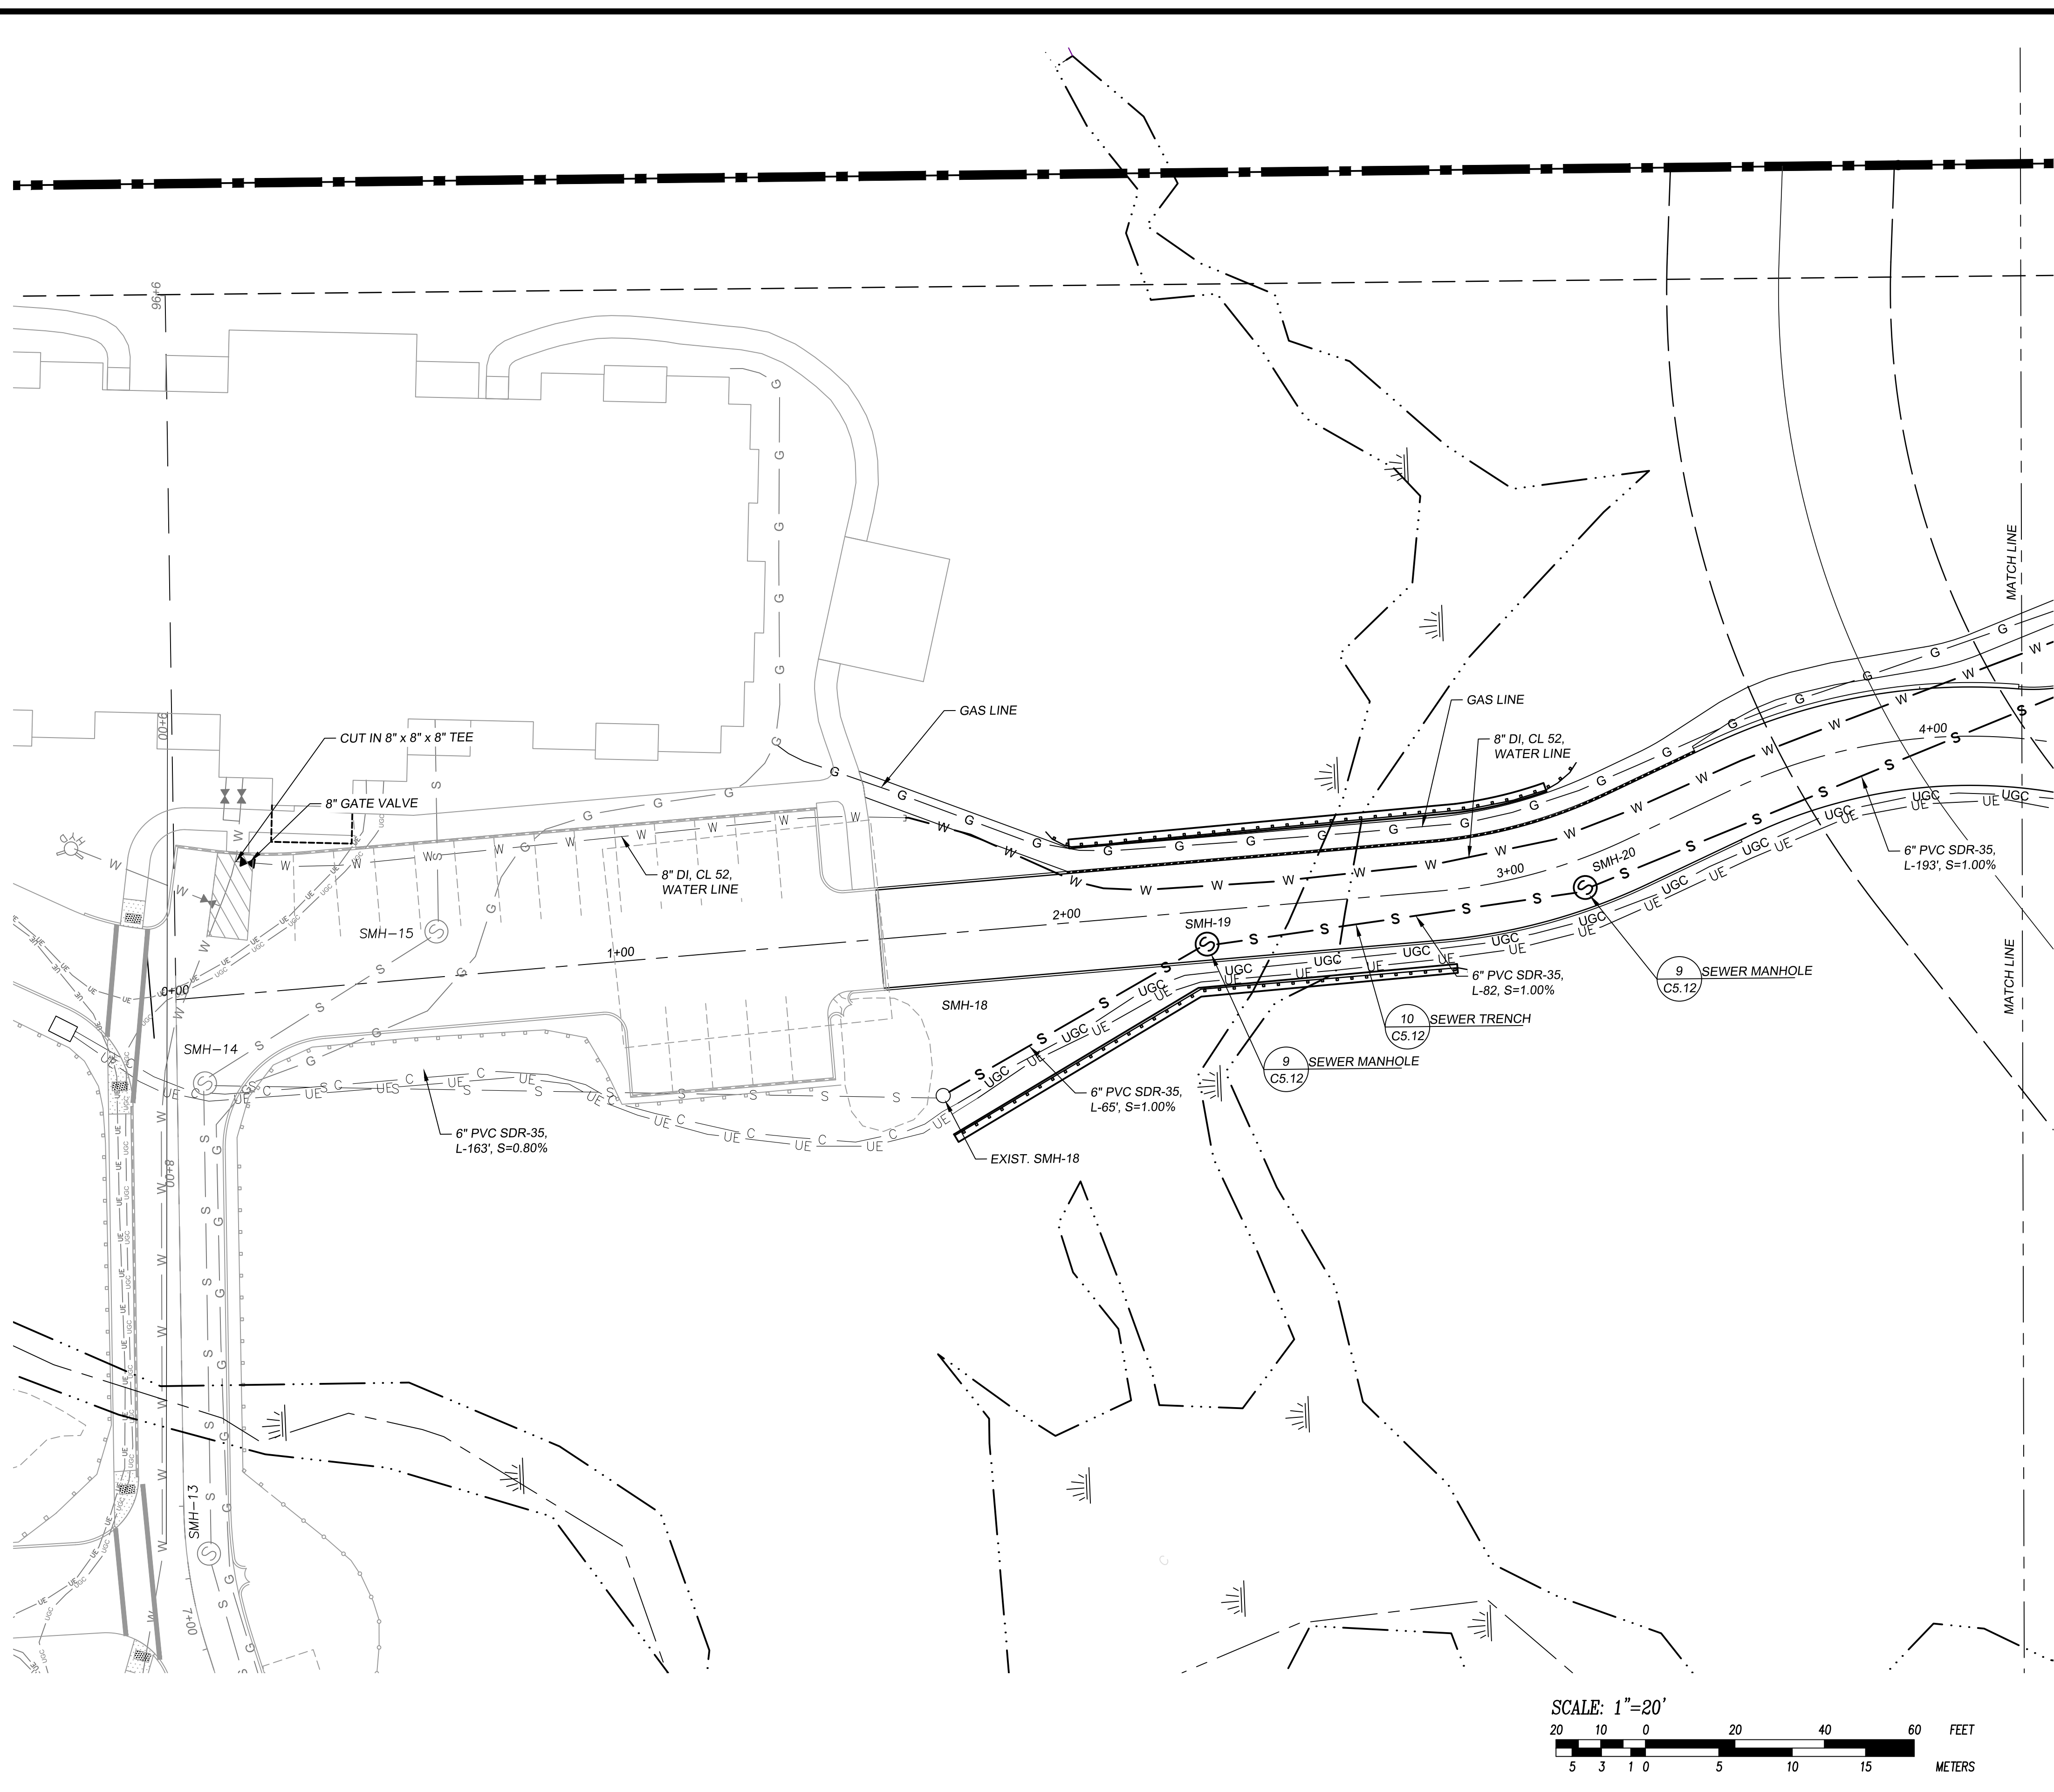 9+96
9+00
CUT IN 8" x 8" x 8" TEE
8" GATE VALVE
HYD
GAS LINE
GAS LINE
8" DI, CL 52,
WATER LINE
8" DI, CL 52,
WATER LINE
MATCH LINE
4+00
3+00
2+00
1+00
0+00
SMH-20
SMH-19
SMH-15
SMH-18
SMH-14
6" PVC SDR-35,
L-193', S=1.00%
9
C5.12
SEWER MANHOLE
6" PVC SDR-35,
L-82, S=1.00%
10
C5.12
SEWER TRENCH
9
C5.12
SEWER MANHOLE
6" PVC SDR-35,
L-65', S=1.00%
6" PVC SDR-35,
L-163', S=0.80%
EXIST. SMH-18
MATCH LINE
8+00
SMH-13
7+00
SCALE: 1"=20'
20 10 0 20 40 60 FEET
5 3 1 0 5 10 15 METERS